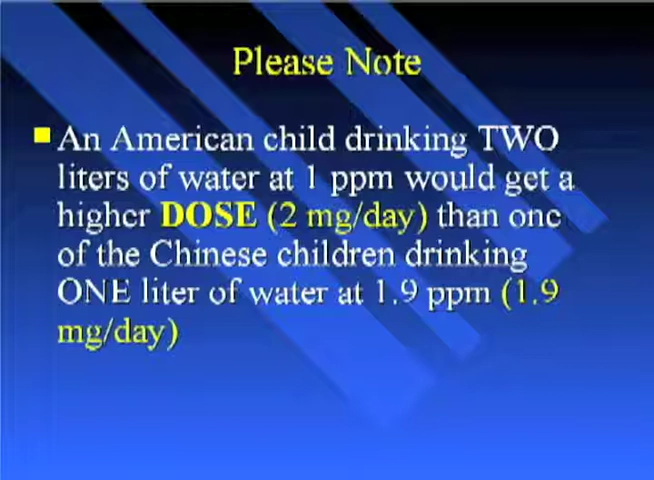 Please Note
An American child drinking TWO
liters of water at 1 ppm would get a
higher DOSE (2 mg/day) than one
of the Chinese children drinking
ONE liter of water at 1.9 ppm (1.9
mg/day)